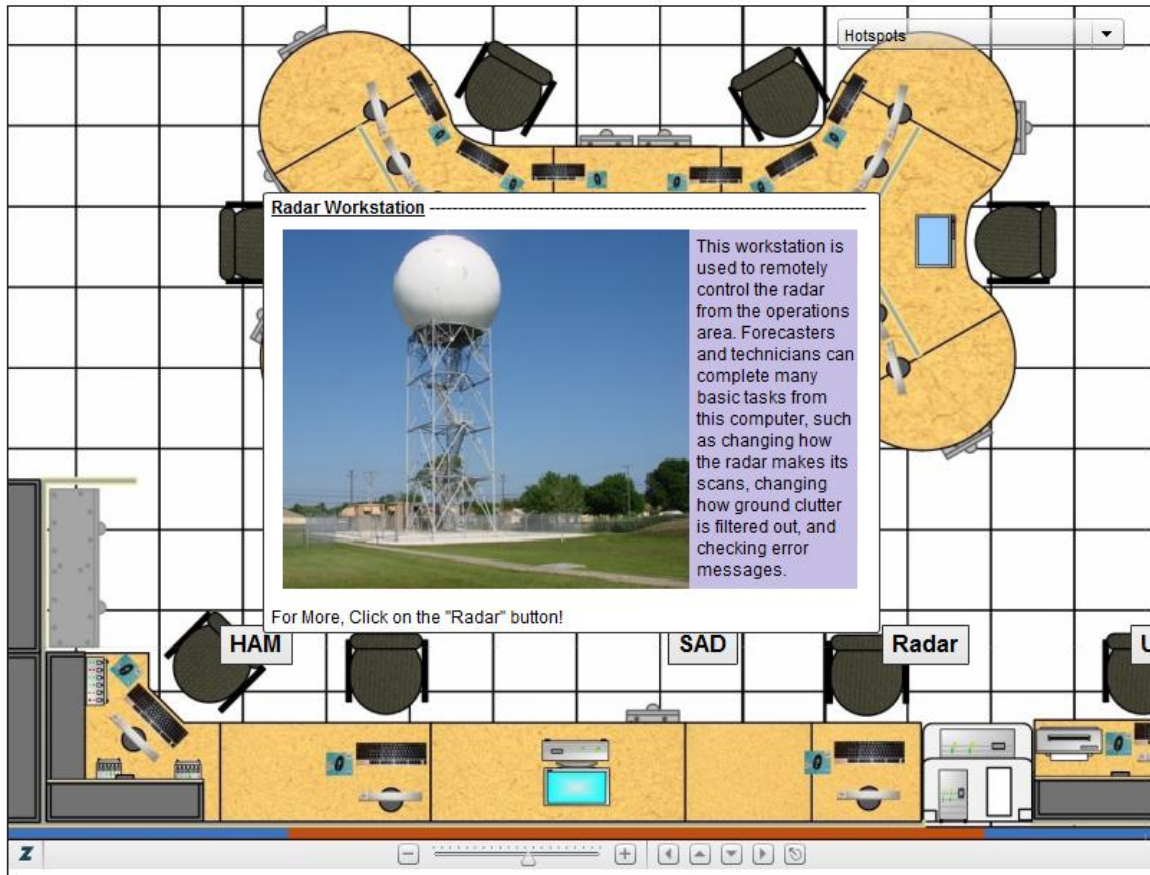 Hotspots
Radar Workstation
This workstation is
used to remotely
control the radar
from the operations
area. Forecasters
and technicians can
complete many
basic tasks from
this computer, such
as changing how
the radar makes its
scans, changing
how ground clutter
is filtered out, and
checking error
messages.
For More, Click on the "Radar" button!
HAM
SAD
Radar
U
Z